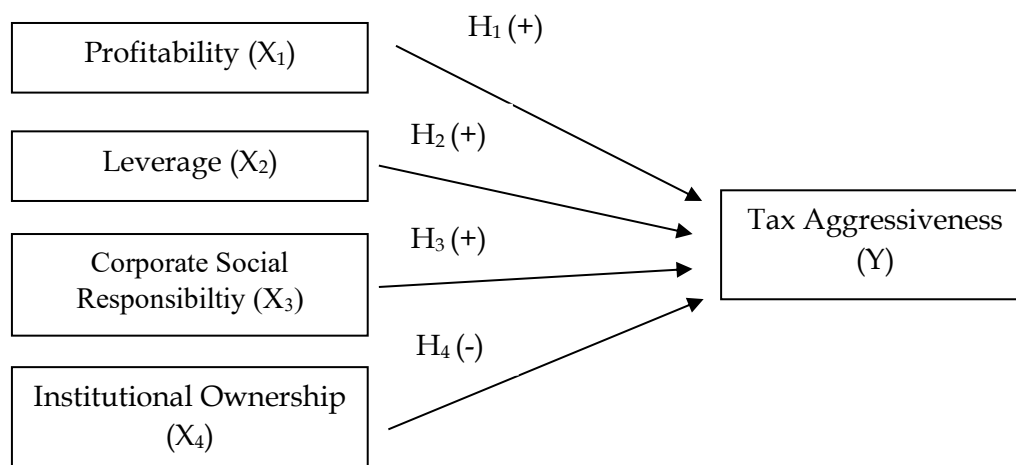 H₁ (+)
Profitability (X₁)
H₂ (+)
Leverage (X₂)
Tax Aggressiveness
(Y)
H₃ (+)
Corporate Social
Responsibiltiy (X₃)
H₄ (-)
Institutional Ownership
(X₄)